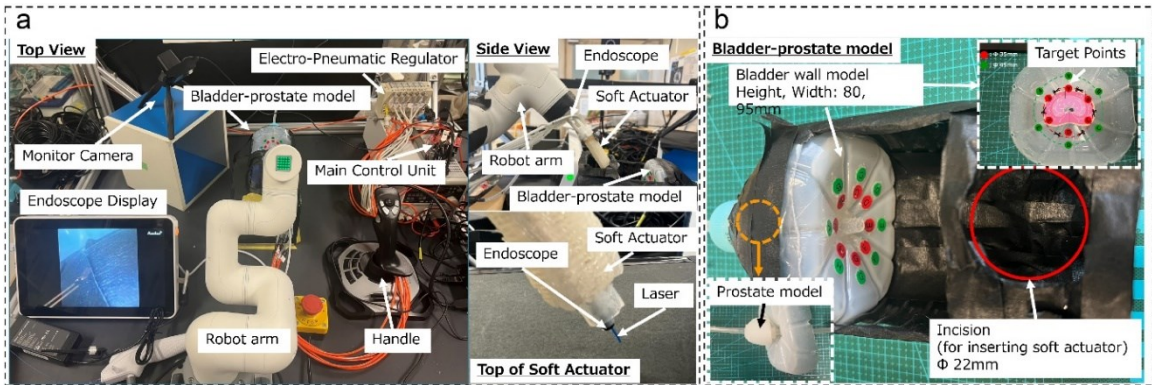 a
Top View
Electro-Pneumatic Regulator
Bladder-prostate model
Monitor Camera
Main Control Unit
Endoscope Display
Robot arm
Handle
Side View
Endoscope
Soft Actuator
Robot arm
Bladder-prostate model
Endoscope
Soft Actuator
Laser
Top of Soft Actuator
b
Bladder-prostate model
Bladder wall model
Height, Width: 80,
95mm
Target Points
Prostate model
Incision
(for inserting soft actuator)
Φ 22mm